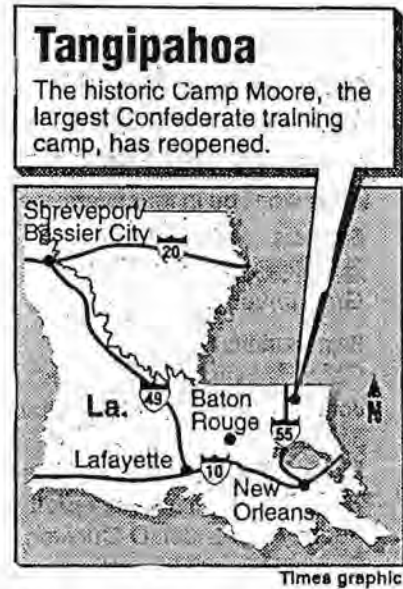 Tangipahoa
The historic Camp Moore, the
largest Confederate training
camp, has reopened.
Shreveport/
Bossier City
20
49
La.
Baton
Rouge
55
N
Lafayette
10
New
Orleans
Times graphic